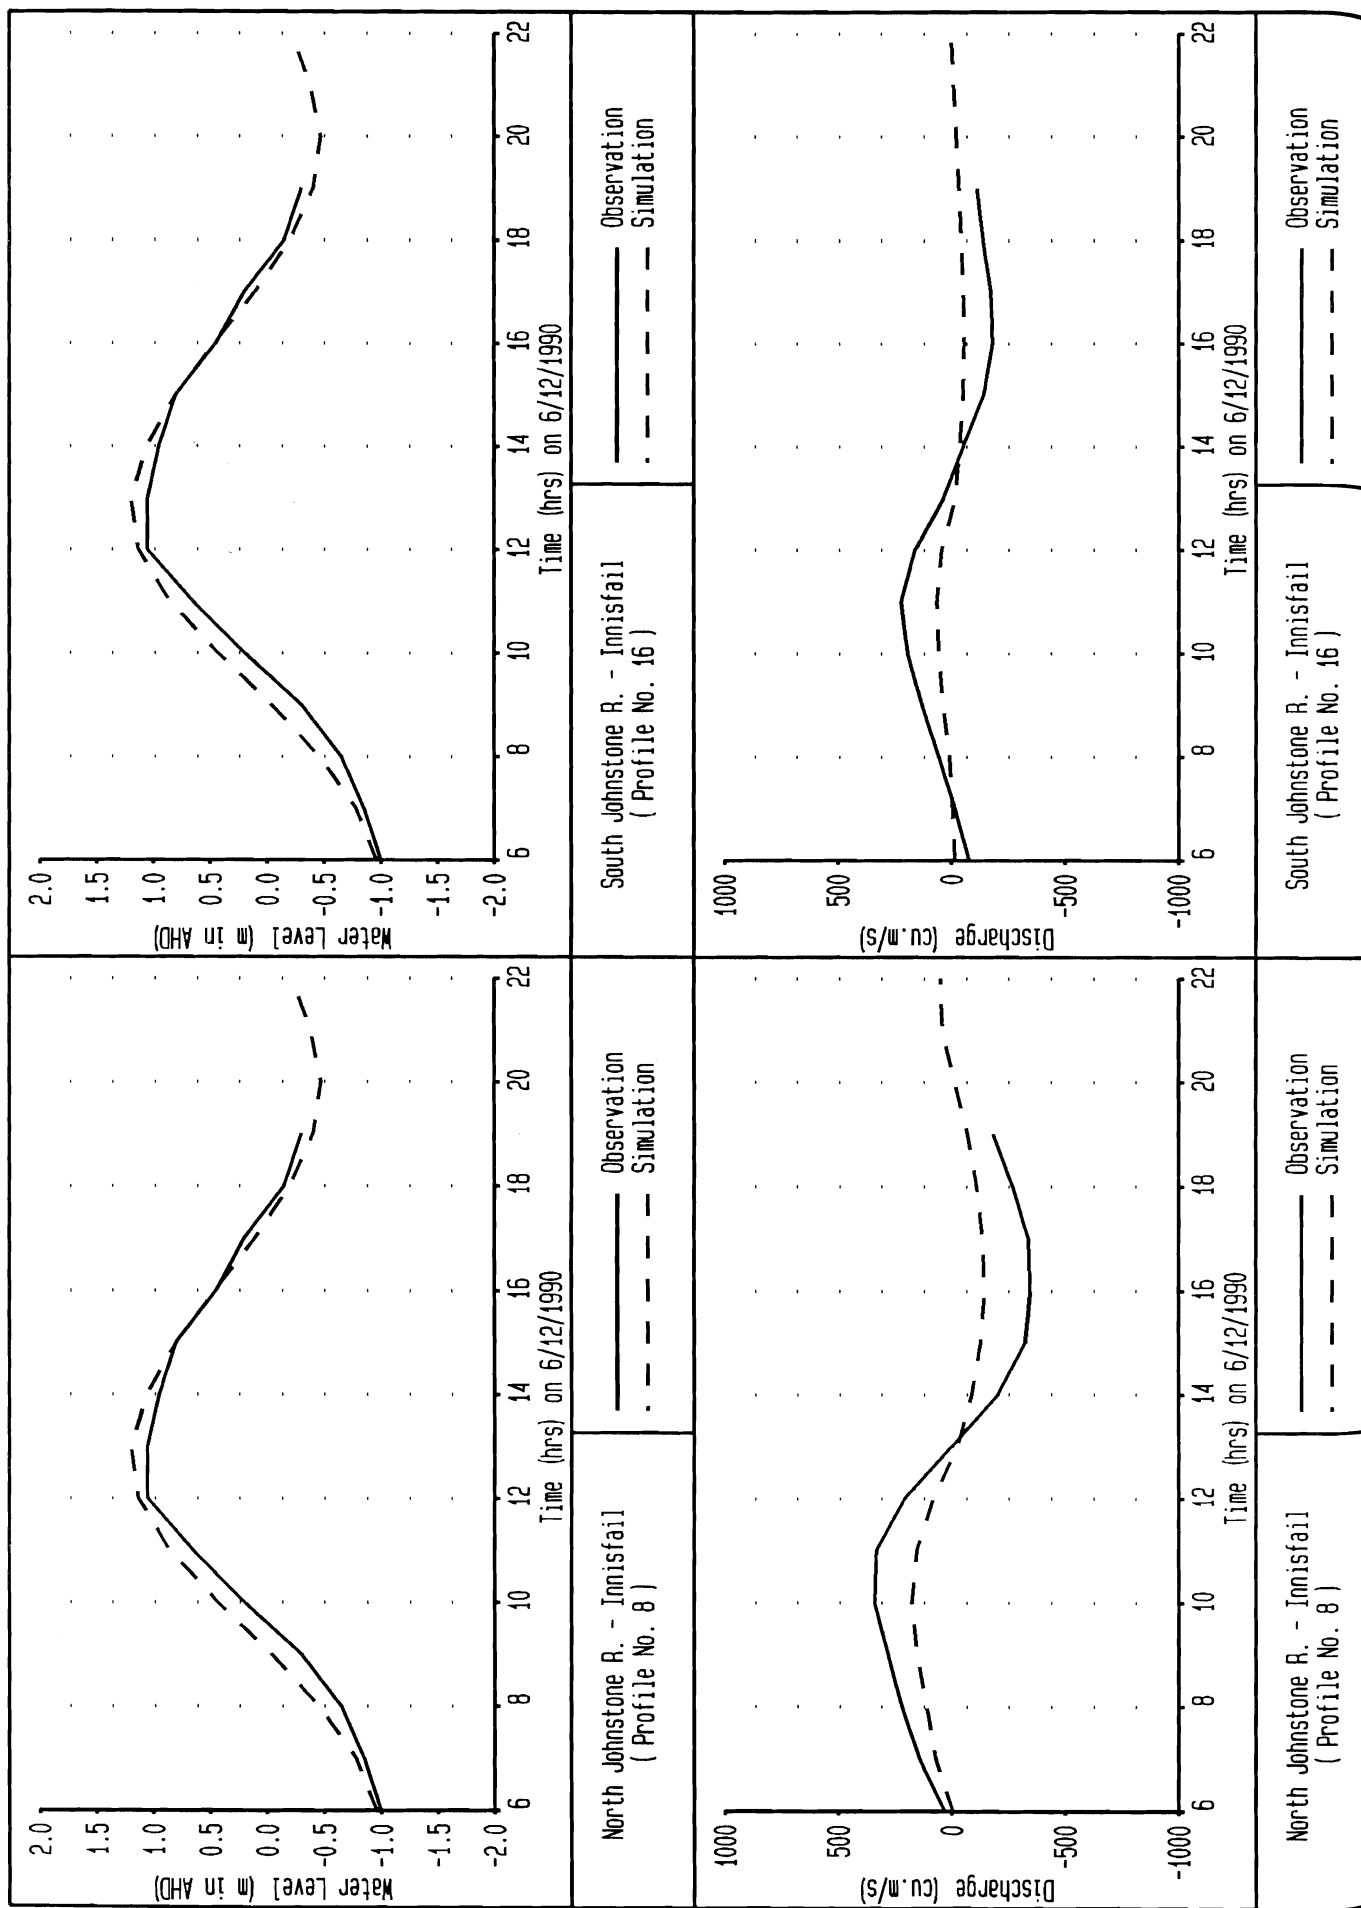 2.0
1.5
1.0
0.5
0.0
-0.5
-1.0
-1.5
-2.0
Water Level (m in AHD)
6 8 10 12 14 16 18 20 22
Time (hrs) on 6/12/1990
North Johnstone R. - Innisfail
( Profile No. 8 )
Observation
Simulation
2.0
1.5
1.0
0.5
0.0
-0.5
-1.0
-1.5
-2.0
Water Level (m in AHD)
6 8 10 12 14 16 18 20 22
Time (hrs) on 6/12/1990
South Johnstone R. - Innisfail
( Profile No. 16 )
Observation
Simulation
1000
500
0
-500
-1000
Discharge (cu.m/s)
6 8 10 12 14 16 18 20 22
Time (hrs) on 6/12/1990
North Johnstone R. - Innisfail
( Profile No. 8 )
Observation
Simulation
1000
500
0
-500
-1000
Discharge (cu.m/s)
6 8 10 12 14 16 18 20 22
Time (hrs) on 6/12/1990
South Johnstone R. - Innisfail
( Profile No. 16 )
Observation
Simulation